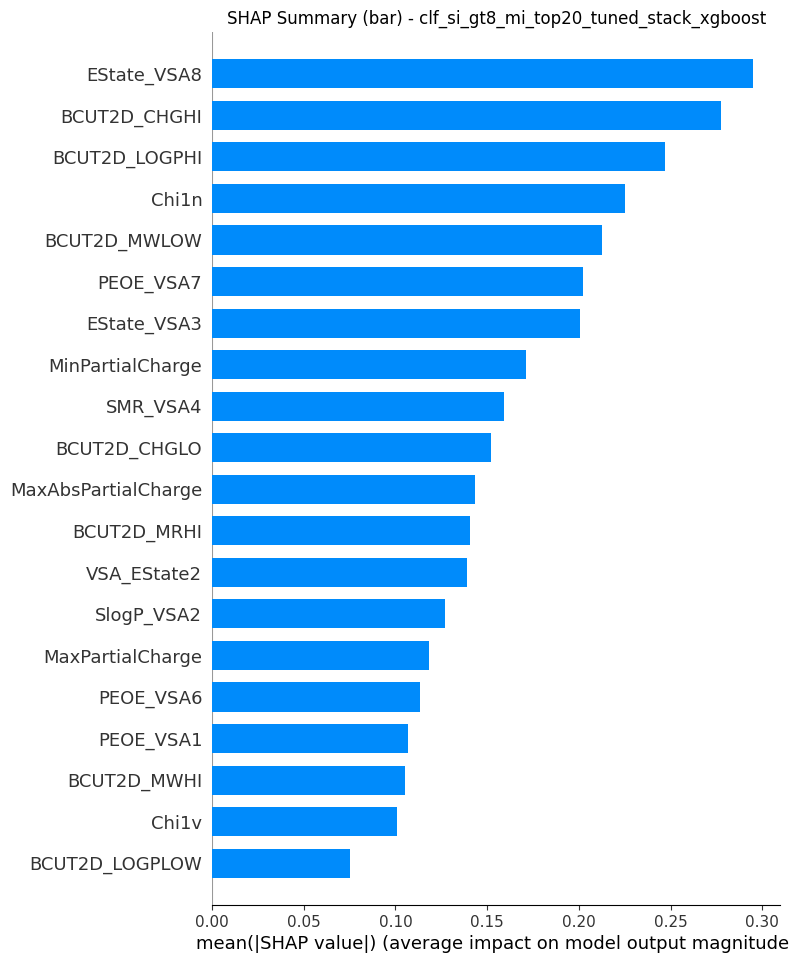 SHAP Summary (bar) - clf_si_gt8_mi_top20_tuned_stack_xgboost
EState_VSA8
BCUT2D_CHGHI
BCUT2D_LOGPHI
Chi1n
BCUT2D_MWLOW
PEOE_VSA7
EState_VSA3
MinPartialCharge
SMR_VSA4
BCUT2D_CHGLO
MaxAbsPartialCharge
BCUT2D_MRHI
VSA_EState2
SlogP_VSA2
MaxPartialCharge
PEOE_VSA6
PEOE_VSA1
BCUT2D_MWHI
Chi1v
BCUT2D_LOGPLOW
0.00 0.05 0.10 0.15 0.20 0.25 0.30
mean(|SHAP value|) (average impact on model output magnitude